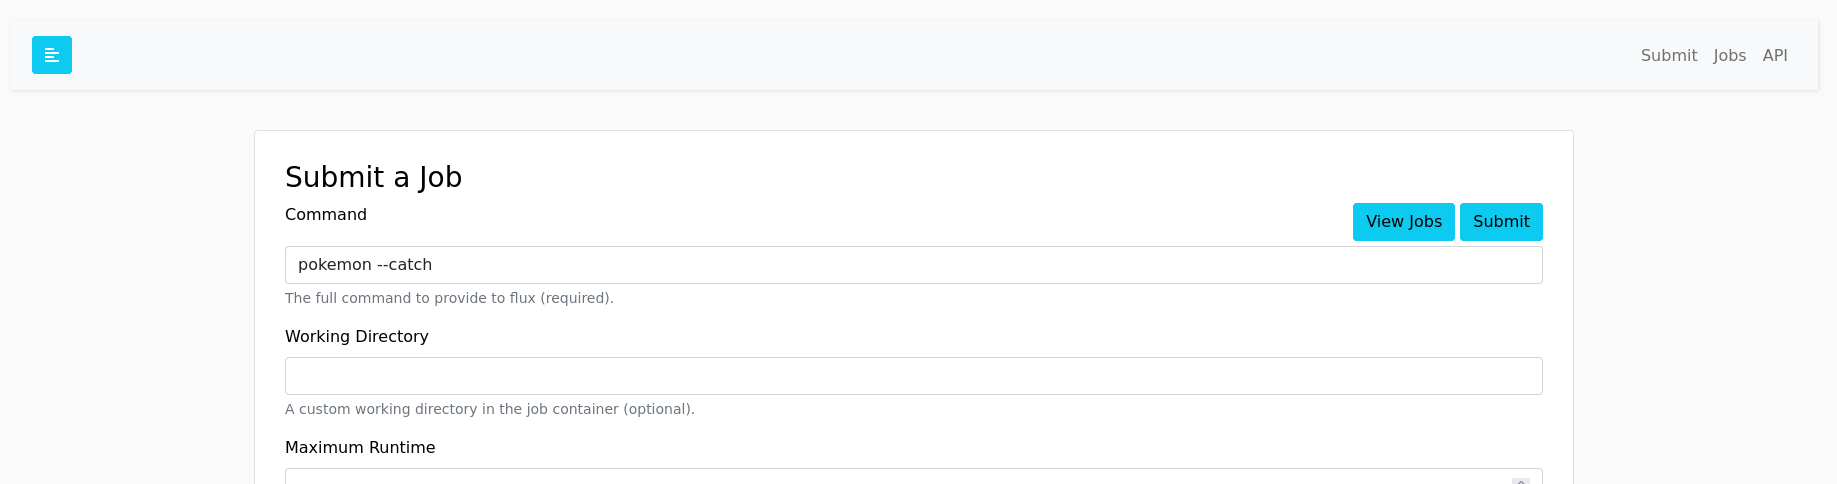 Submit Jobs API
Submit a Job
Command
View Jobs Submit
pokemon --catch
The full command to provide to flux (required).
Working Directory
A custom working directory in the job container (optional).
Maximum Runtime